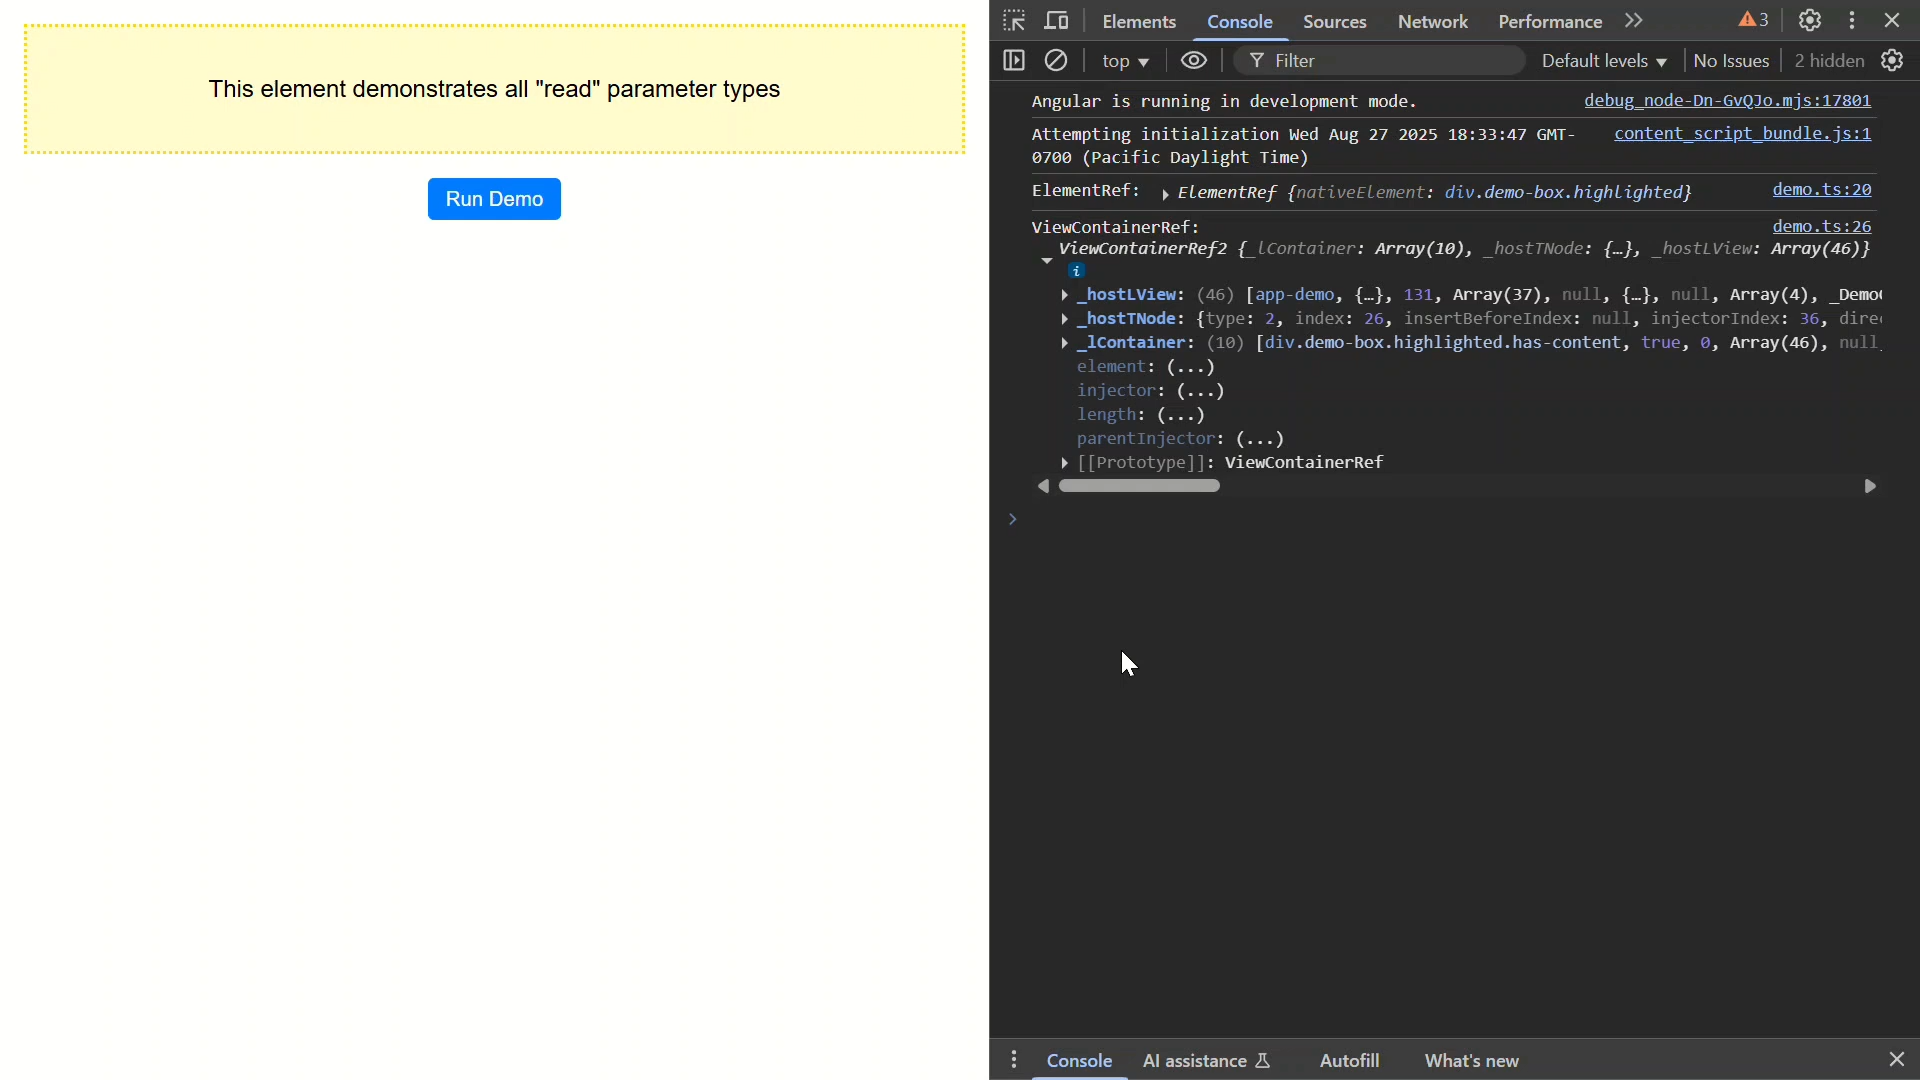 This element demonstrates all "read" parameter types
Run Demo
Elements Console Sources Network Performance 3
top Filter Default levels No Issues 2 hidden
Angular is running in development mode. debug_node-Dn-GvQJo.mjs:17801
Attempting initialization Wed Aug 27 2025 18:33:47 GMT- content_script_bundle.js:1
0700 (Pacific Daylight Time)
ElementRef: ElementRef {nativeElement: div.demo-box.highlighted} demo.ts:20
ViewContainerRef: demo.ts:26
ViewContainerRef2 {_lContainer: Array(10), _hostTNode: {…}, _hostLView: Array(46)}
i
_hostLView: (46) [app-demo, {…}, 131, Array(37), null, {…}, null, Array(4), _Demo
_hostTNode: {type: 2, index: 26, insertBeforeIndex: null, injectorIndex: 36, dire
_lContainer: (10) [div.demo-box.highlighted.has-content, true, 0, Array(46), null
element: (...)
injector: (...)
length: (...)
parentInjector: (...)
[[Prototype]]: ViewContainerRef
Console AI assistance Autofill What's new